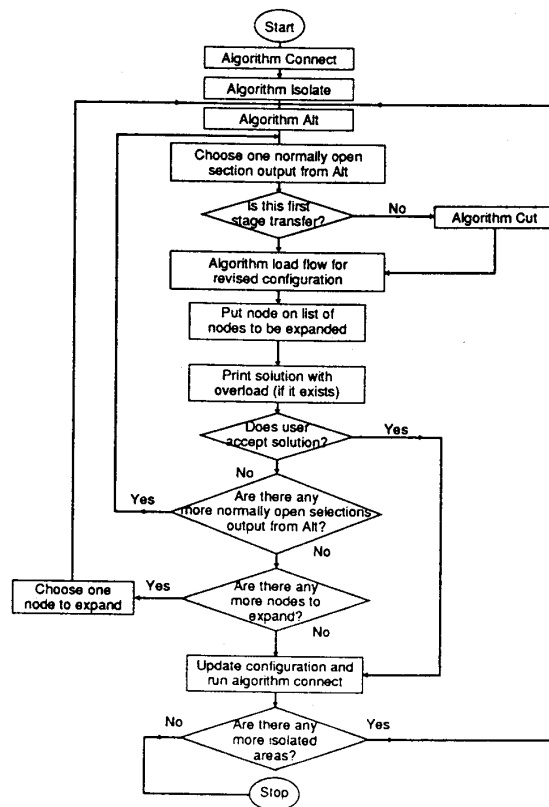 Start
Algorithm Connect
Algorithm Isolate
Algorithm Alt
Choose one normally open
section output from Alt
Is this first
stage transfer?
No
Algorithm Cut
Algorithm load flow for
revised configuration
Put node on list of
nodes to be expanded
Print solution with
overload (if it exists)
Does user
accept solution?
Yes
No
Yes
Are there any
more normally open selections
output from Alt?
No
Choose one
node to expand
Yes
Are there any
more nodes to
expand?
No
Update configuration and
run algorithm connect
No
Are there any
more isolated
areas?
Yes
Stop